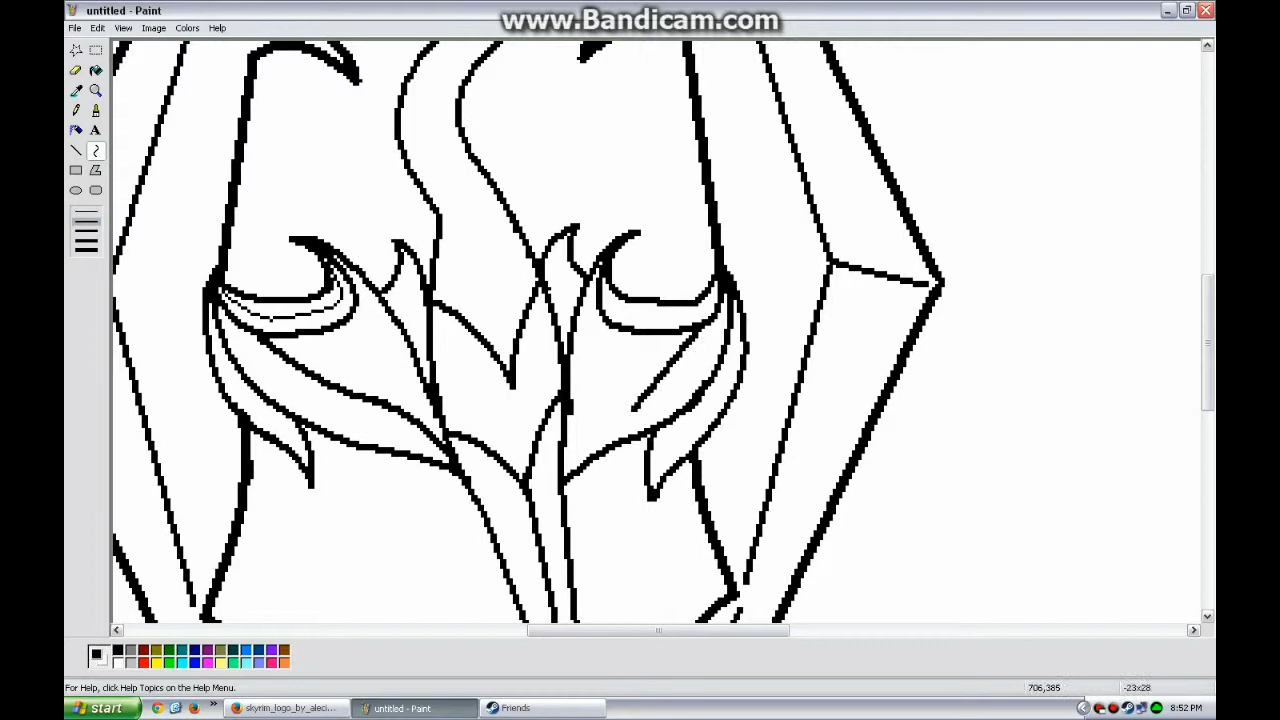 untitled - Paint
www.Bandicam.com
File Edit View Image Colors Help
A
For Help, click Help Topics on the Help Menu.
706,385
-23x28
start
skyrim_logo_by_aleci...
untitled - Paint
Friends
8:52 PM